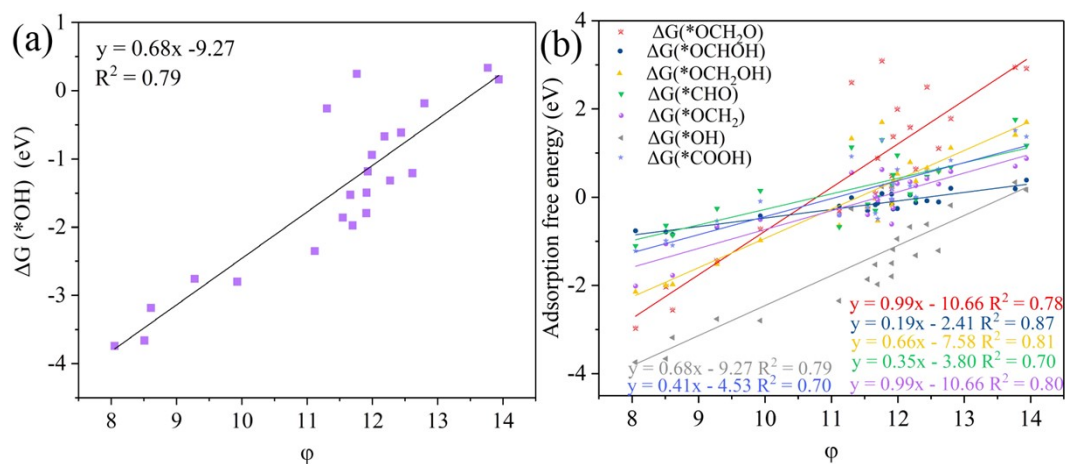 (a)
y = 0.68x -9.27
R² = 0.79
ΔG (*OH) (eV)
1
0
-1
-2
-3
-4
8 9 10 11 12 13 14
φ
(b)
ΔG(*OCH₂O)
ΔG(*OCHOH)
ΔG(*OCH₂OH)
ΔG(*CHO)
ΔG(*OCH₂)
ΔG(*OH)
ΔG(*COOH)
Adsorption free energy (eV)
4
2
0
-2
-4
y = 0.99x - 10.66 R² = 0.78
y = 0.19x - 2.41 R² = 0.87
y = 0.66x - 7.58 R² = 0.81
y = 0.68x - 9.27 R² = 0.79
y = 0.35x - 3.80 R² = 0.70
y = 0.41x - 4.53 R² = 0.70
y = 0.99x - 10.66 R² = 0.80
8 9 10 11 12 13 14
φ